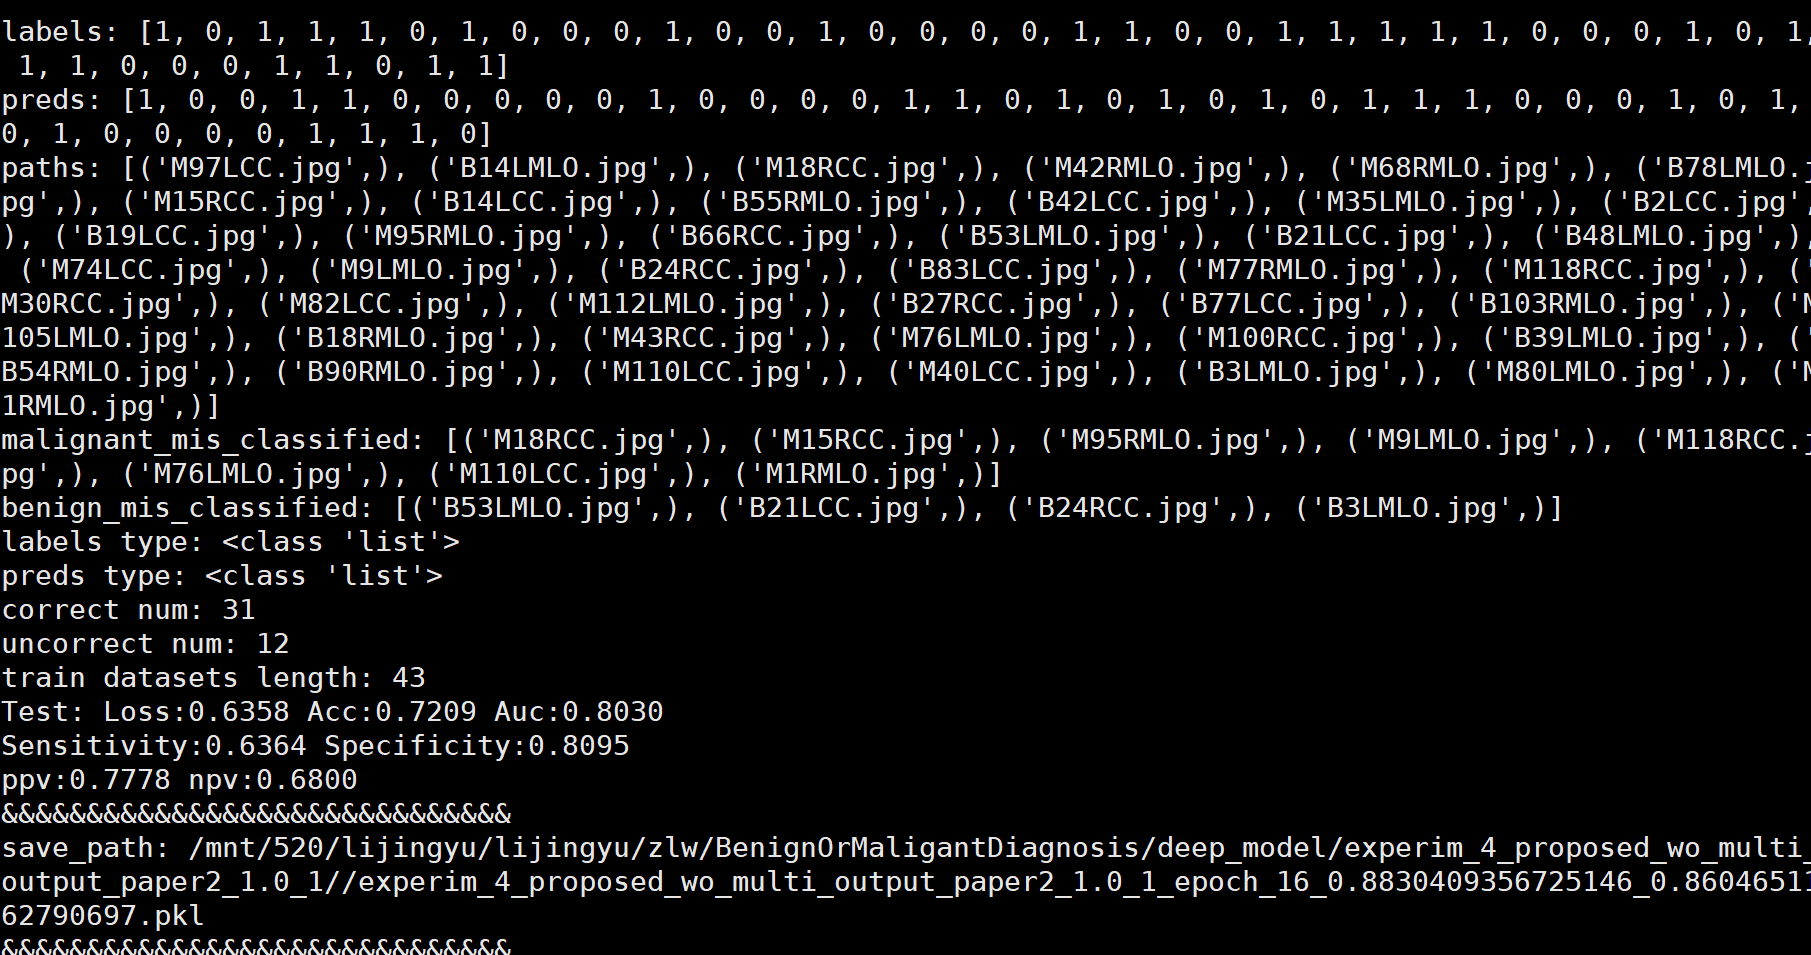 labels: [1, 0, 1, 1, 1, 0, 1, 0, 0, 0, 1, 0, 0, 1, 0, 0, 0, 0, 1, 1, 0, 0, 1, 1, 1, 1, 1, 0, 0, 0, 1, 0, 1,
1, 1, 0, 0, 0, 1, 1, 0, 1, 1]
preds: [1, 0, 0, 1, 1, 0, 0, 0, 0, 0, 1, 0, 0, 0, 0, 1, 1, 0, 1, 0, 1, 0, 1, 0, 1, 1, 1, 0, 0, 0, 1, 0, 1,
0, 1, 0, 0, 0, 0, 1, 1, 1, 0]
paths: [('M97LCC.jpg',), ('B14LMLO.jpg',), ('M18RCC.jpg',), ('M42RMLO.jpg',), ('M68RMLO.jpg',), ('B78LMLO.j
pg',), ('M15RCC.jpg',), ('B14LCC.jpg',), ('B55RMLO.jpg',), ('B42LCC.jpg',), ('M35LMLO.jpg',), ('B2LCC.jpg',
), ('B19LCC.jpg',), ('M95RMLO.jpg',), ('B66RCC.jpg',), ('B53LMLO.jpg',), ('B21LCC.jpg',), ('B48LMLO.jpg',),
('M74LCC.jpg',), ('M9LMLO.jpg',), ('B24RCC.jpg',), ('B83LCC.jpg',), ('M77RMLO.jpg',), ('M118RCC.jpg',), ('
M30RCC.jpg',), ('M82LCC.jpg',), ('M112LMLO.jpg',), ('B27RCC.jpg',), ('B77LCC.jpg',), ('B103RMLO.jpg',), ('M
105LMLO.jpg',), ('B18RMLO.jpg',), ('M43RCC.jpg',), ('M76LMLO.jpg',), ('M100RCC.jpg',), ('B39LMLO.jpg',), ('
B54RMLO.jpg',), ('B90RMLO.jpg',), ('M110LCC.jpg',), ('M40LCC.jpg',), ('B3LMLO.jpg',), ('M80LMLO.jpg',), ('M
1RMLO.jpg',)]
malignant_mis_classified: [('M18RCC.jpg',), ('M15RCC.jpg',), ('M95RMLO.jpg',), ('M9LMLO.jpg',), ('M118RCC.j
pg',), ('M76LMLO.jpg',), ('M110LCC.jpg',), ('M1RMLO.jpg',)]
benign_mis_classified: [('B53LMLO.jpg',), ('B21LCC.jpg',), ('B24RCC.jpg',), ('B3LMLO.jpg',)]
labels type: <class 'list'>
preds type: <class 'list'>
correct num: 31
uncorrect num: 12
train datasets length: 43
Test: Loss:0.6358 Acc:0.7209 Auc:0.8030
Sensitivity:0.6364 Specificity:0.8095
ppv:0.7778 npv:0.6800
&&&&&&&&&&&&&&&&&&&&&&&&&&&&&&
save_path: /mnt/520/lijingyu/lijingyu/zlw/BenignOrMaligantDiagnosis/deep_model/experim_4_proposed_wo_multi_
output_paper2_1.0_1//experim_4_proposed_wo_multi_output_paper2_1.0_1_epoch_16_0.8830409356725146_0.86046511
62790697.pkl
&&&&&&&&&&&&&&&&&&&&&&&&&&&&&&